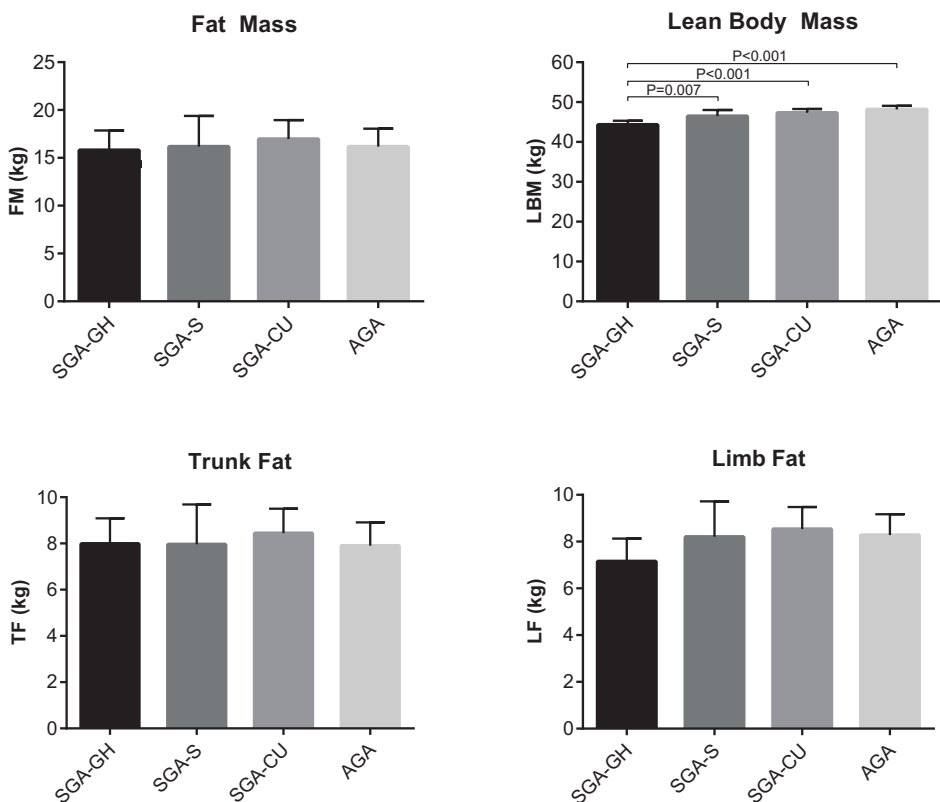 Fat Mass
FM (kg)
25
20
15
10
5
0
SGA-GH
SGA-S
SGA-CU
AGA
Lean Body Mass
LBM (kg)
60
50
40
30
20
10
0
P<0.001
P<0.001
P=0.007
SGA-GH
SGA-S
SGA-CU
AGA
Trunk Fat
TF (kg)
10
8
6
4
2
0
SGA-GH
SGA-S
SGA-CU
AGA
Limb Fat
LF (kg)
10
8
6
4
2
0
SGA-GH
SGA-S
SGA-CU
AGA